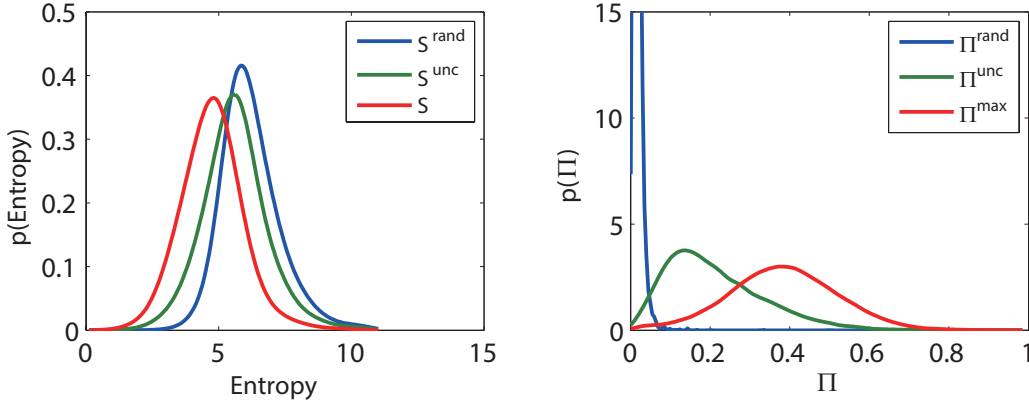 0.5
0.4
0.3
0.2
0.1
0
p(Entropy)
0
5
10
15
Entropy
S^rand
S^unc
S
15
10
5
0
p(Π)
0
0.2
0.4
0.6
0.8
1
Π
Π^rand
Π^unc
Π^max